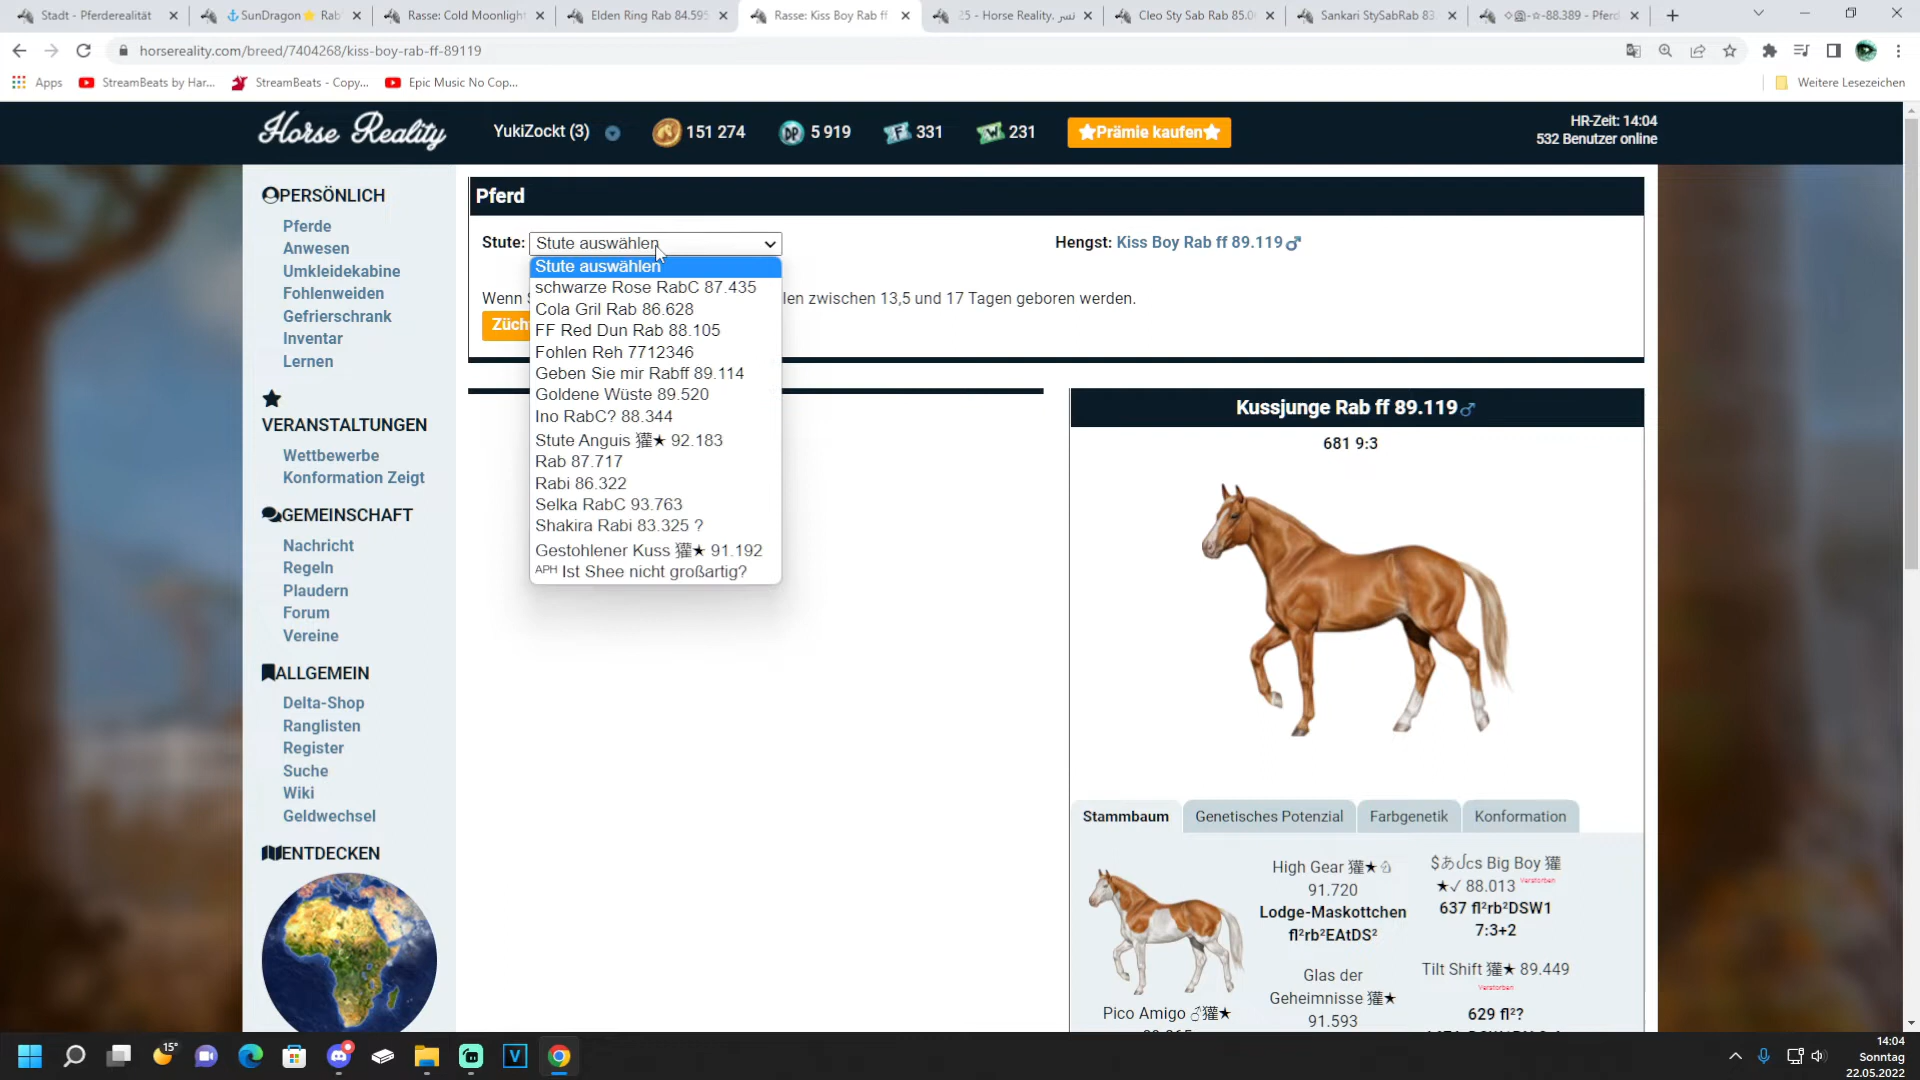 Stadt - Pferderealität
⚓SunDragon⭐ Rab
Rasse: Cold Moonlight
Elden Ring Rab 84.595
Rasse: Kiss Boy Rab ff
Cleo Sty Sab Rab 85.0
Sankari StySabRab 83.
horsereality.com/breed/7404268/kiss-boy-rab-ff-89119
Apps
StreamBeats by Har...
StreamBeats - Copy...
Epic Music No Cop...
Weitere Lesezeichen
Horse Reality
YukiZockt (3)
151 274
DP 5 919
F 331
W 231
★Prämie kaufen★
HR-Zeit: 14:04
532 Benutzer online
PERSÖNLICH
Pferde
Anwesen
Umkleidekabine
Fohlenweiden
Gefrierschrank
Inventar
Lernen
VERANSTALTUNGEN
Wettbewerbe
Konformation Zeigt
GEMEINSCHAFT
Nachricht
Regeln
Plaudern
Forum
Vereine
ALLGEMEIN
Delta-Shop
Ranglisten
Register
Suche
Wiki
Geldwechsel
ENTDECKEN
Pferd
Stute: Stute auswählen
Hengst: Kiss Boy Rab ff 89.119♂
Stute auswählen
schwarze Rose RabC 87.435
Cola Gril Rab 86.628
FF Red Dun Rab 88.105
Fohlen Reh 7712346
Geben Sie mir Rabff 89.114
Goldene Wüste 89.520
Ino RabC? 88.344
Stute Anguis 獾★ 92.183
Rab 87.717
Rabi 86.322
Selka RabC 93.763
Shakira Rabi 83.325 ?
Gestohlener Kuss 獾★ 91.192
ᴬᴾᴴ Ist Shee nicht großartig?
Wenn
len zwischen 13,5 und 17 Tagen geboren werden.
Kussjunge Rab ff 89.119♂
681 9:3
Stammbaum
Genetisches Potenzial
Farbgenetik
Konformation
Pico Amigo ♂獾★
High Gear 獾★♘
91.720
Lodge-Maskottchen
fl²rb²EAtDS²
Glas der
Geheimnisse 獾★
91.593
Big Boy 獾
★✓ 88.013 Verstorben
637 fl²rb²DSW1
7:3+2
Tilt Shift 獾★ 89.449
Verstorben
629 fl²?
15°
V
14:04
Sonntag
22.05.2022